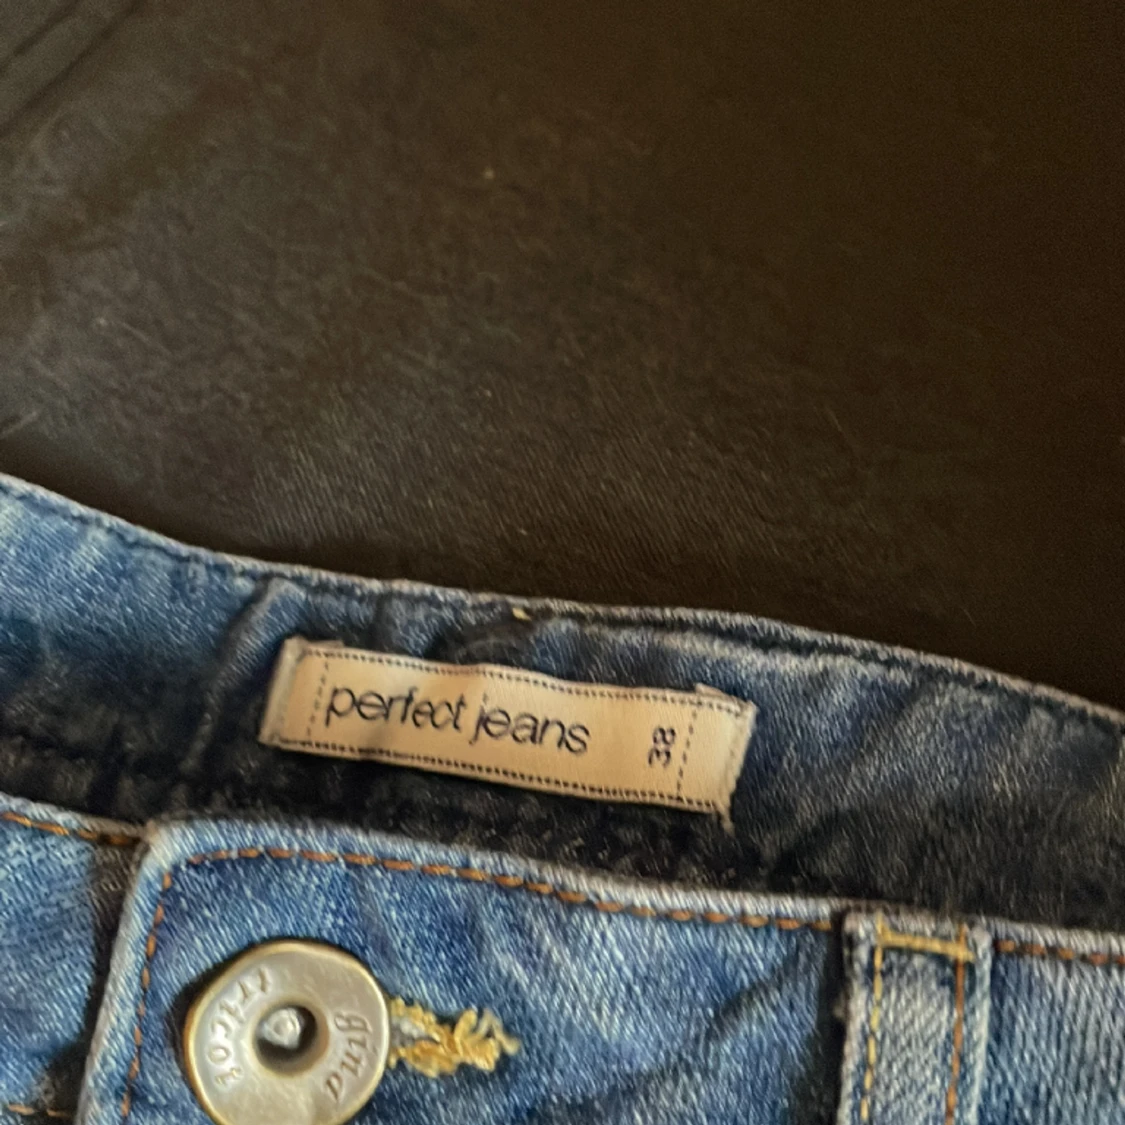 perfect jeans
38
gina
tricot